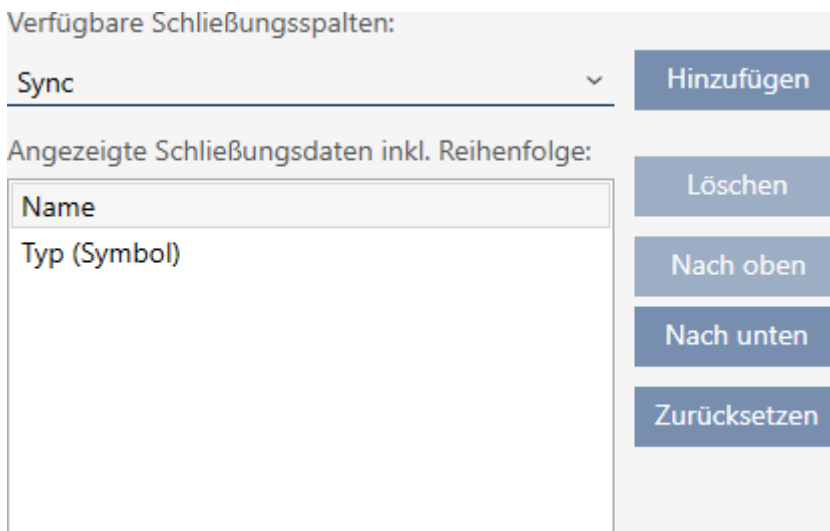 Verfügbare Schließungsspalten:
Sync
Hinzufügen
Angezeigte Schließungsdaten inkl. Reihenfolge:
Löschen
Name
Typ (Symbol)
Nach oben
Nach unten
Zurücksetzen